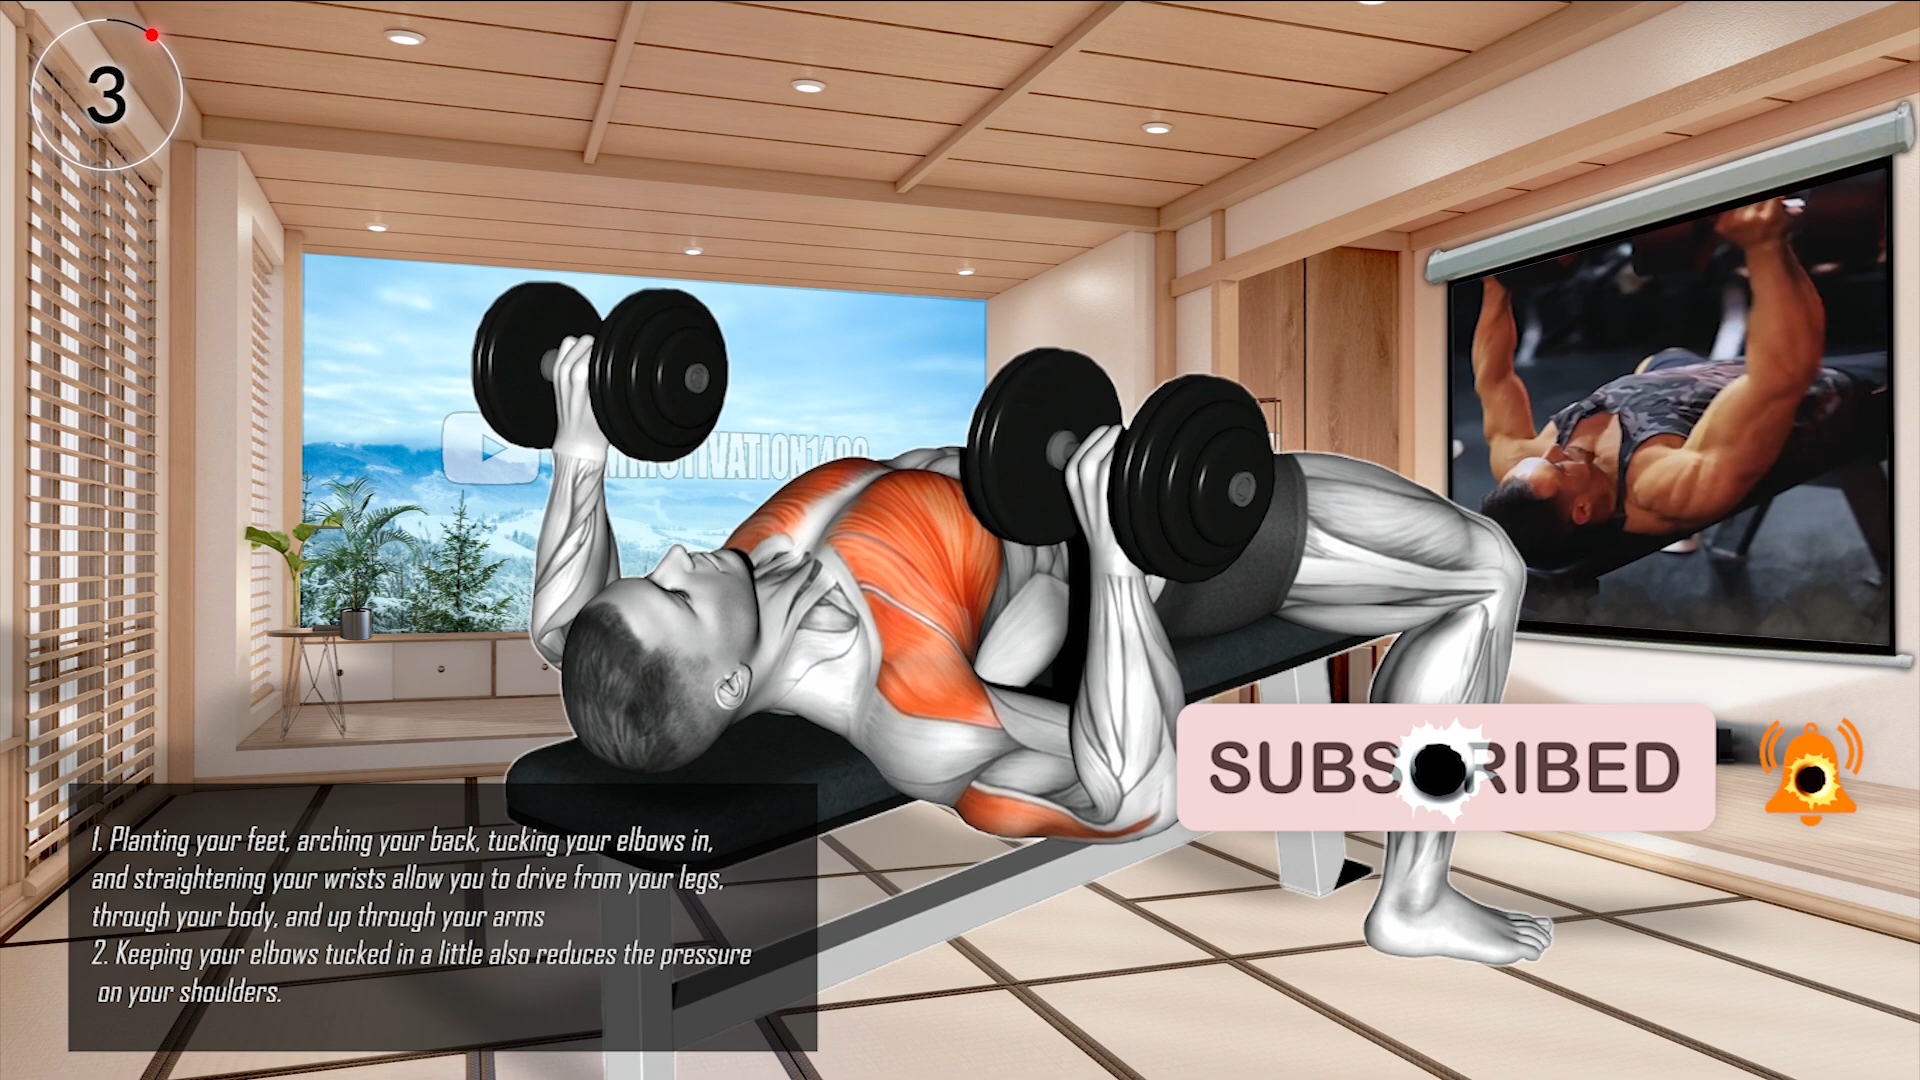 3
SUBS RIBED
1. Planting your feet, arching your back, tucking your elbows in,
and straightening your wrists allow you to drive from your legs,
through your body, and up through your arms
2. Keeping your elbows tucked in a little also reduces the pressure
on your shoulders.